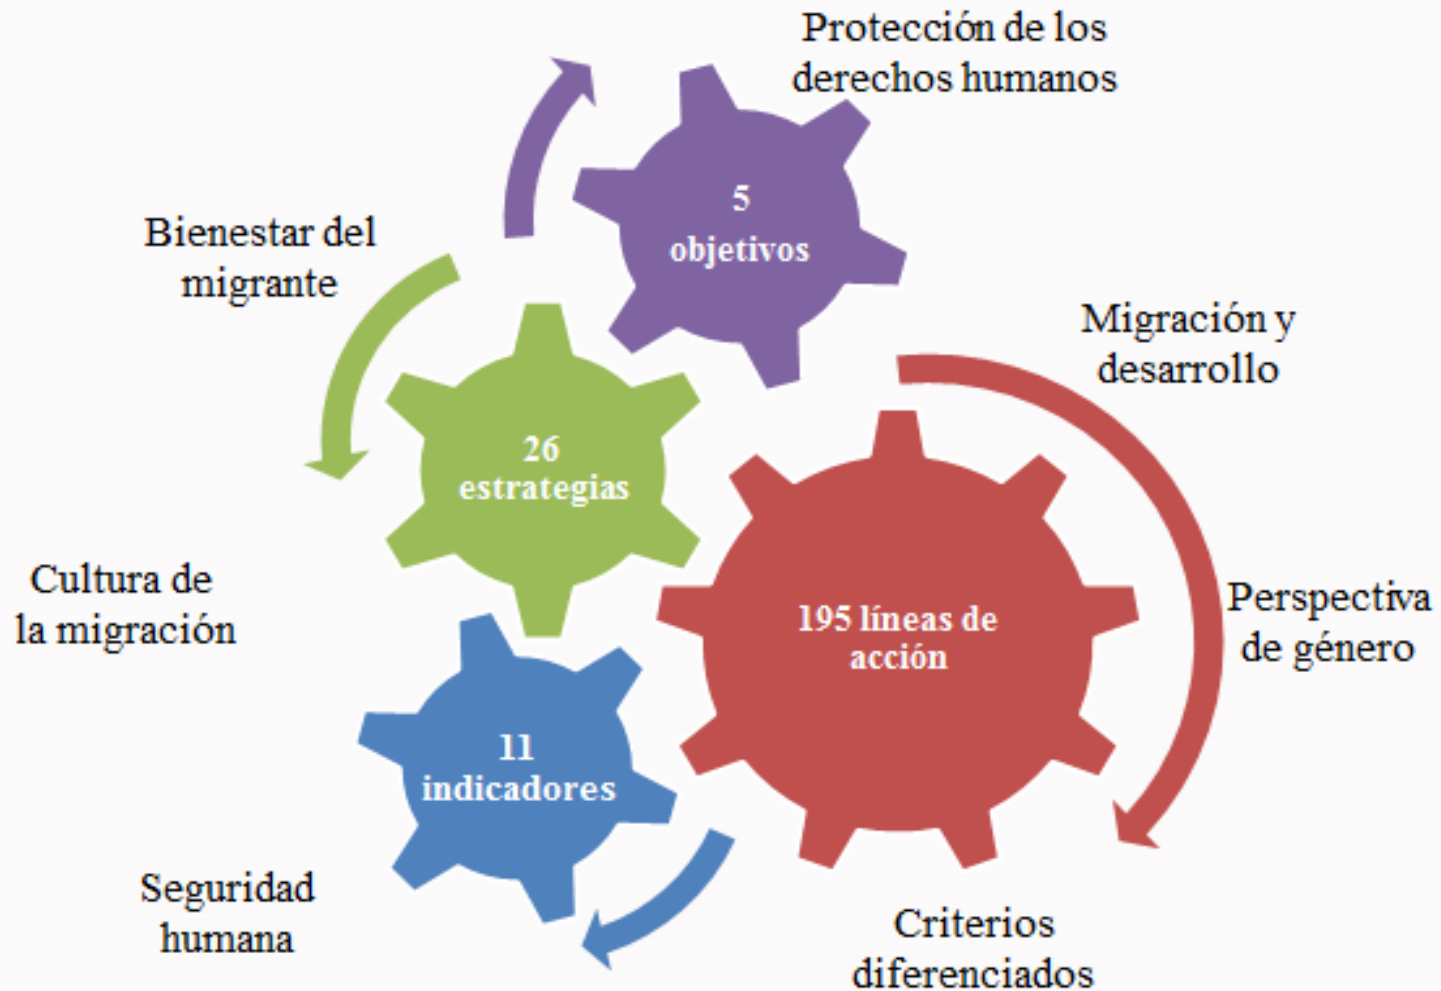 Protección de los
derechos humanos
5
objetivos
Bienestar del
migrante
Migración y
desarrollo
26
estrategias
Cultura de
la migración
195 líneas de
acción
Perspectiva
de género
11
indicadores
Seguridad
humana
Criterios
diferenciados